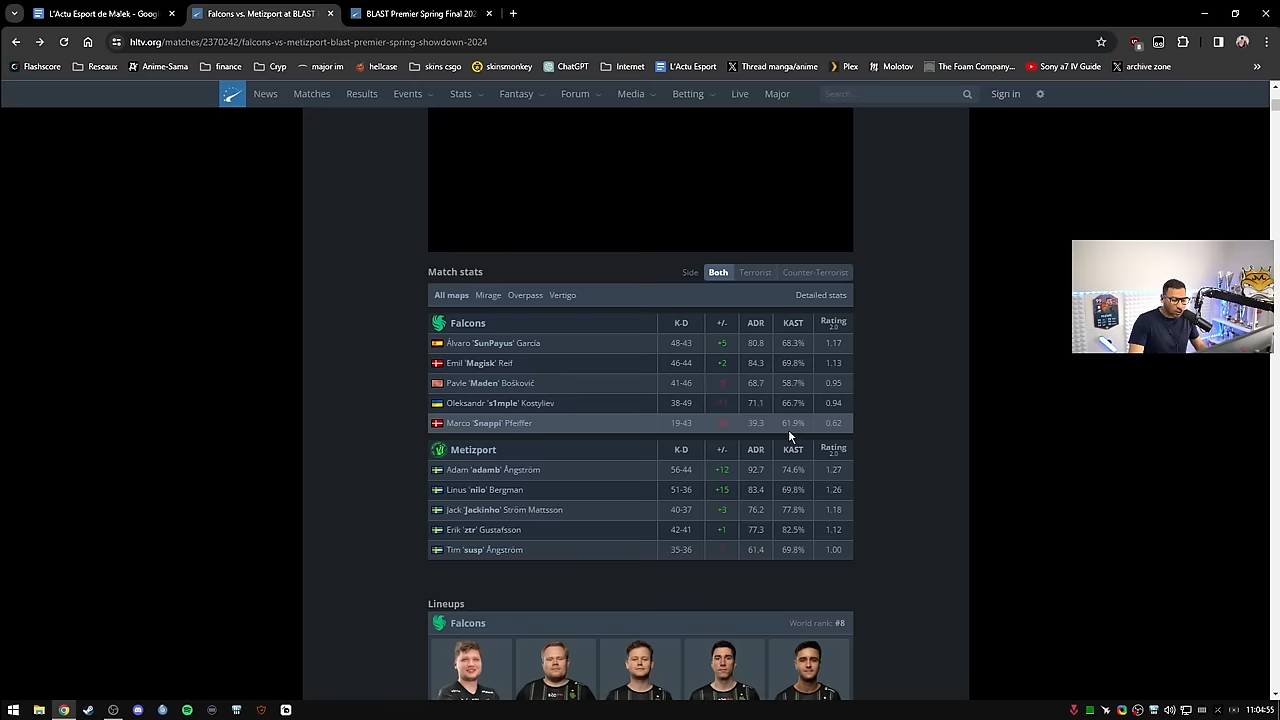 L'Actu Esport de Malek - Goog
Falcons vs. Metizport at BLAST
BLAST Premier Spring Final 202
hltv.org/matches/2370242/falcons-vs-metizport-blast-premier-spring-showdown-2024
Flashscore Reseaux Anime-Sama finance Cryp major im hellcase skins csgo skinsmonkey ChatGPT Internet L'Actu Esport Thread manga/anime Plex Molotov The Foam Company... Sony a7 IV Guide archive zone
News Matches Results Events Stats Fantasy Forum Media Betting Live Major Search... Sign in
Match stats Side Both Terrorist Counter-Terrorist
All maps Mirage Overpass Vertigo Detailed stats
Falcons K-D +/- ADR KAST Rating 2.0
Álvaro 'SunPayus' García 48-43 +5 80.8 68.3% 1.17
Emil 'Magisk' Reif 46-44 +2 84.3 69.8% 1.13
Pavle 'Maden' Bošković 41-46 68.7 58.7% 0.95
Oleksandr 's1mple' Kostyliev 38-49 71.1 66.7% 0.94
Marco 'Snappi' Pfeiffer 19-43 39.3 61.9% 0.62
Metizport K-D +/- ADR KAST Rating 2.0
Adam 'adamb' Ångström 56-44 +12 92.7 74.6% 1.27
Linus 'nilo' Bergman 51-36 +15 83.4 69.8% 1.26
Jack 'Jackinho' Ström Mattsson 40-37 +3 76.2 77.8% 1.18
Erik 'ztr' Gustafsson 42-41 +1 77.3 82.5% 1.12
Tim 'susp' Ångström 35-36 61.4 69.8% 1.00
Lineups
Falcons World rank: #8
11:04:55